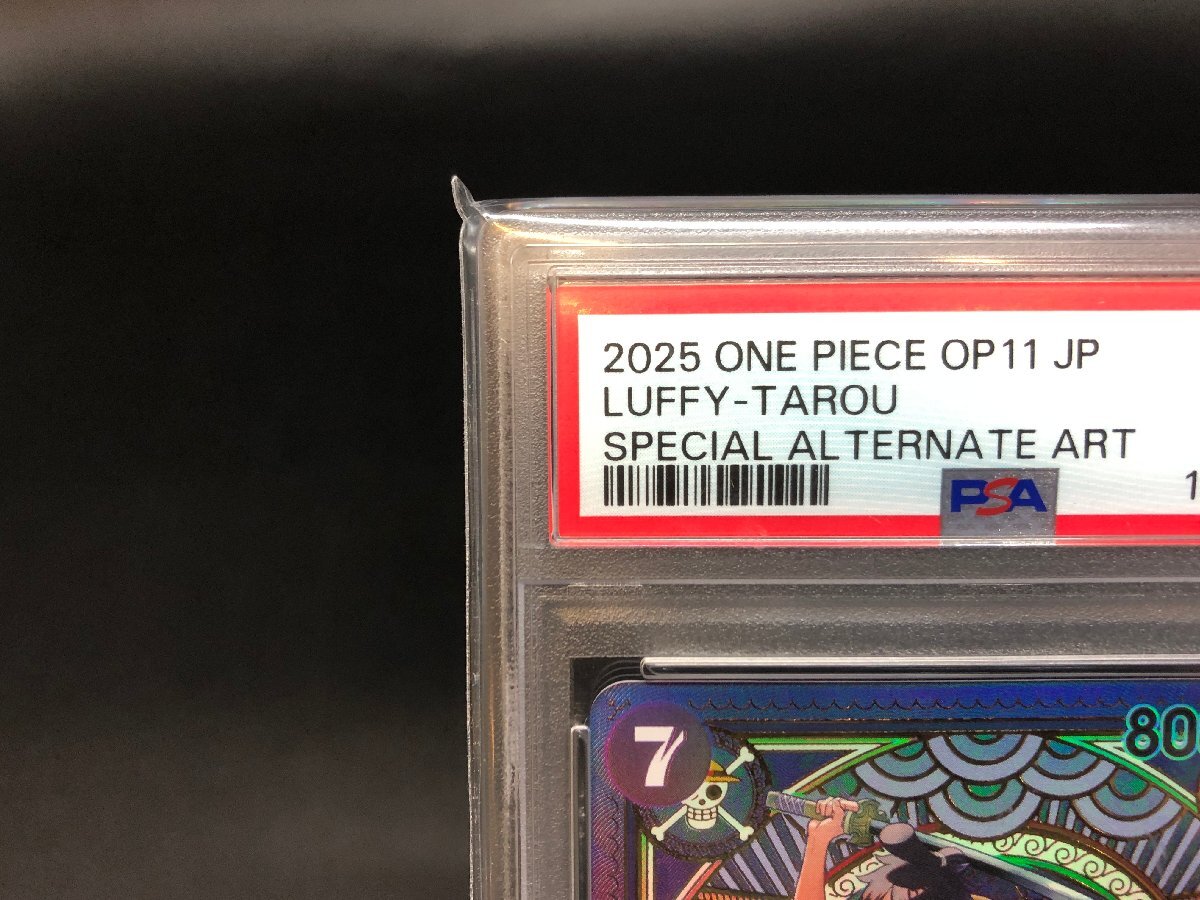 2025 ONE PIECE OP11 JP
LUFFY-TAROU
SPECIAL ALTERNATE ART
PSA
7